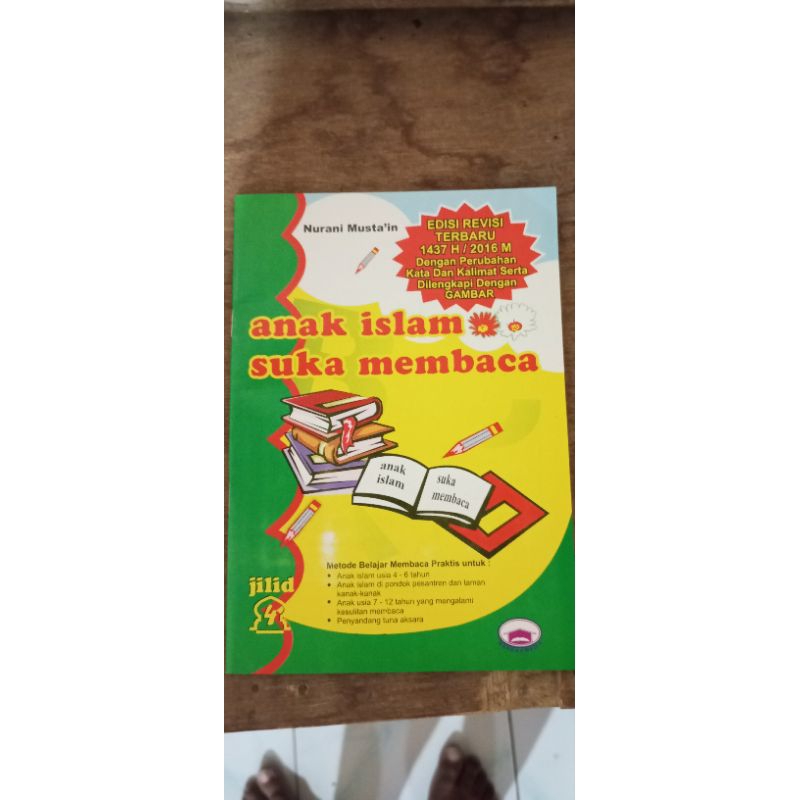 Nurani Musta'in
EDISI REVISI
TERBARU
1437 H / 2016 M
Dengan Perubahan
Kata Dan Kalimat Serta
Dilengkapi Dengan
GAMBAR
anak islam
suka membaca
anak
islam
suka
membaca
Metode Belajar Membaca Praktis untuk :
• Anak islam usia 4 - 6 tahun
• Anak islam di pondok pesantren dan taman
kanak-kanak
• Anak usia 7 - 12 tahun yang mengalami
kesulitan membaca
• Penyandang tuna aksara
jilid
4